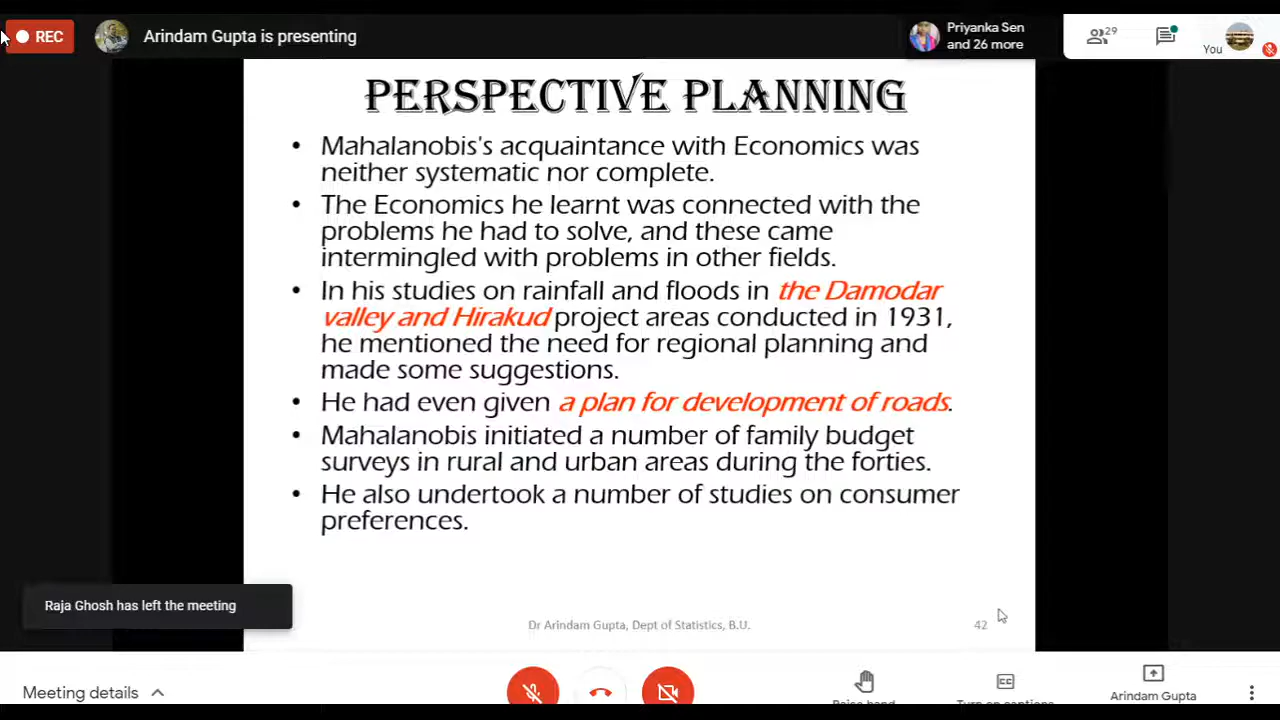 REC
Arindam Gupta is presenting
Priyanka Sen
and 26 more
29
You
PERSPECTIVE PLANNING
• Mahalanobis's acquaintance with Economics was
neither systematic nor complete.
• The Economics he learnt was connected with the
problems he had to solve, and these came
intermingled with problems in other fields.
• In his studies on rainfall and floods in the Damodar
valley and Hirakud project areas conducted in 1931,
he mentioned the need for regional planning and
made some suggestions.
• He had even given a plan for development of roads.
• Mahalanobis initiated a number of family budget
surveys in rural and urban areas during the forties.
• He also undertook a number of studies on consumer
preferences.
Raja Ghosh has left the meeting
Dr Arindam Gupta, Dept of Statistics, B.U.
42
Meeting details
CC
Raise hand
Turn on captions
Arindam Gupta